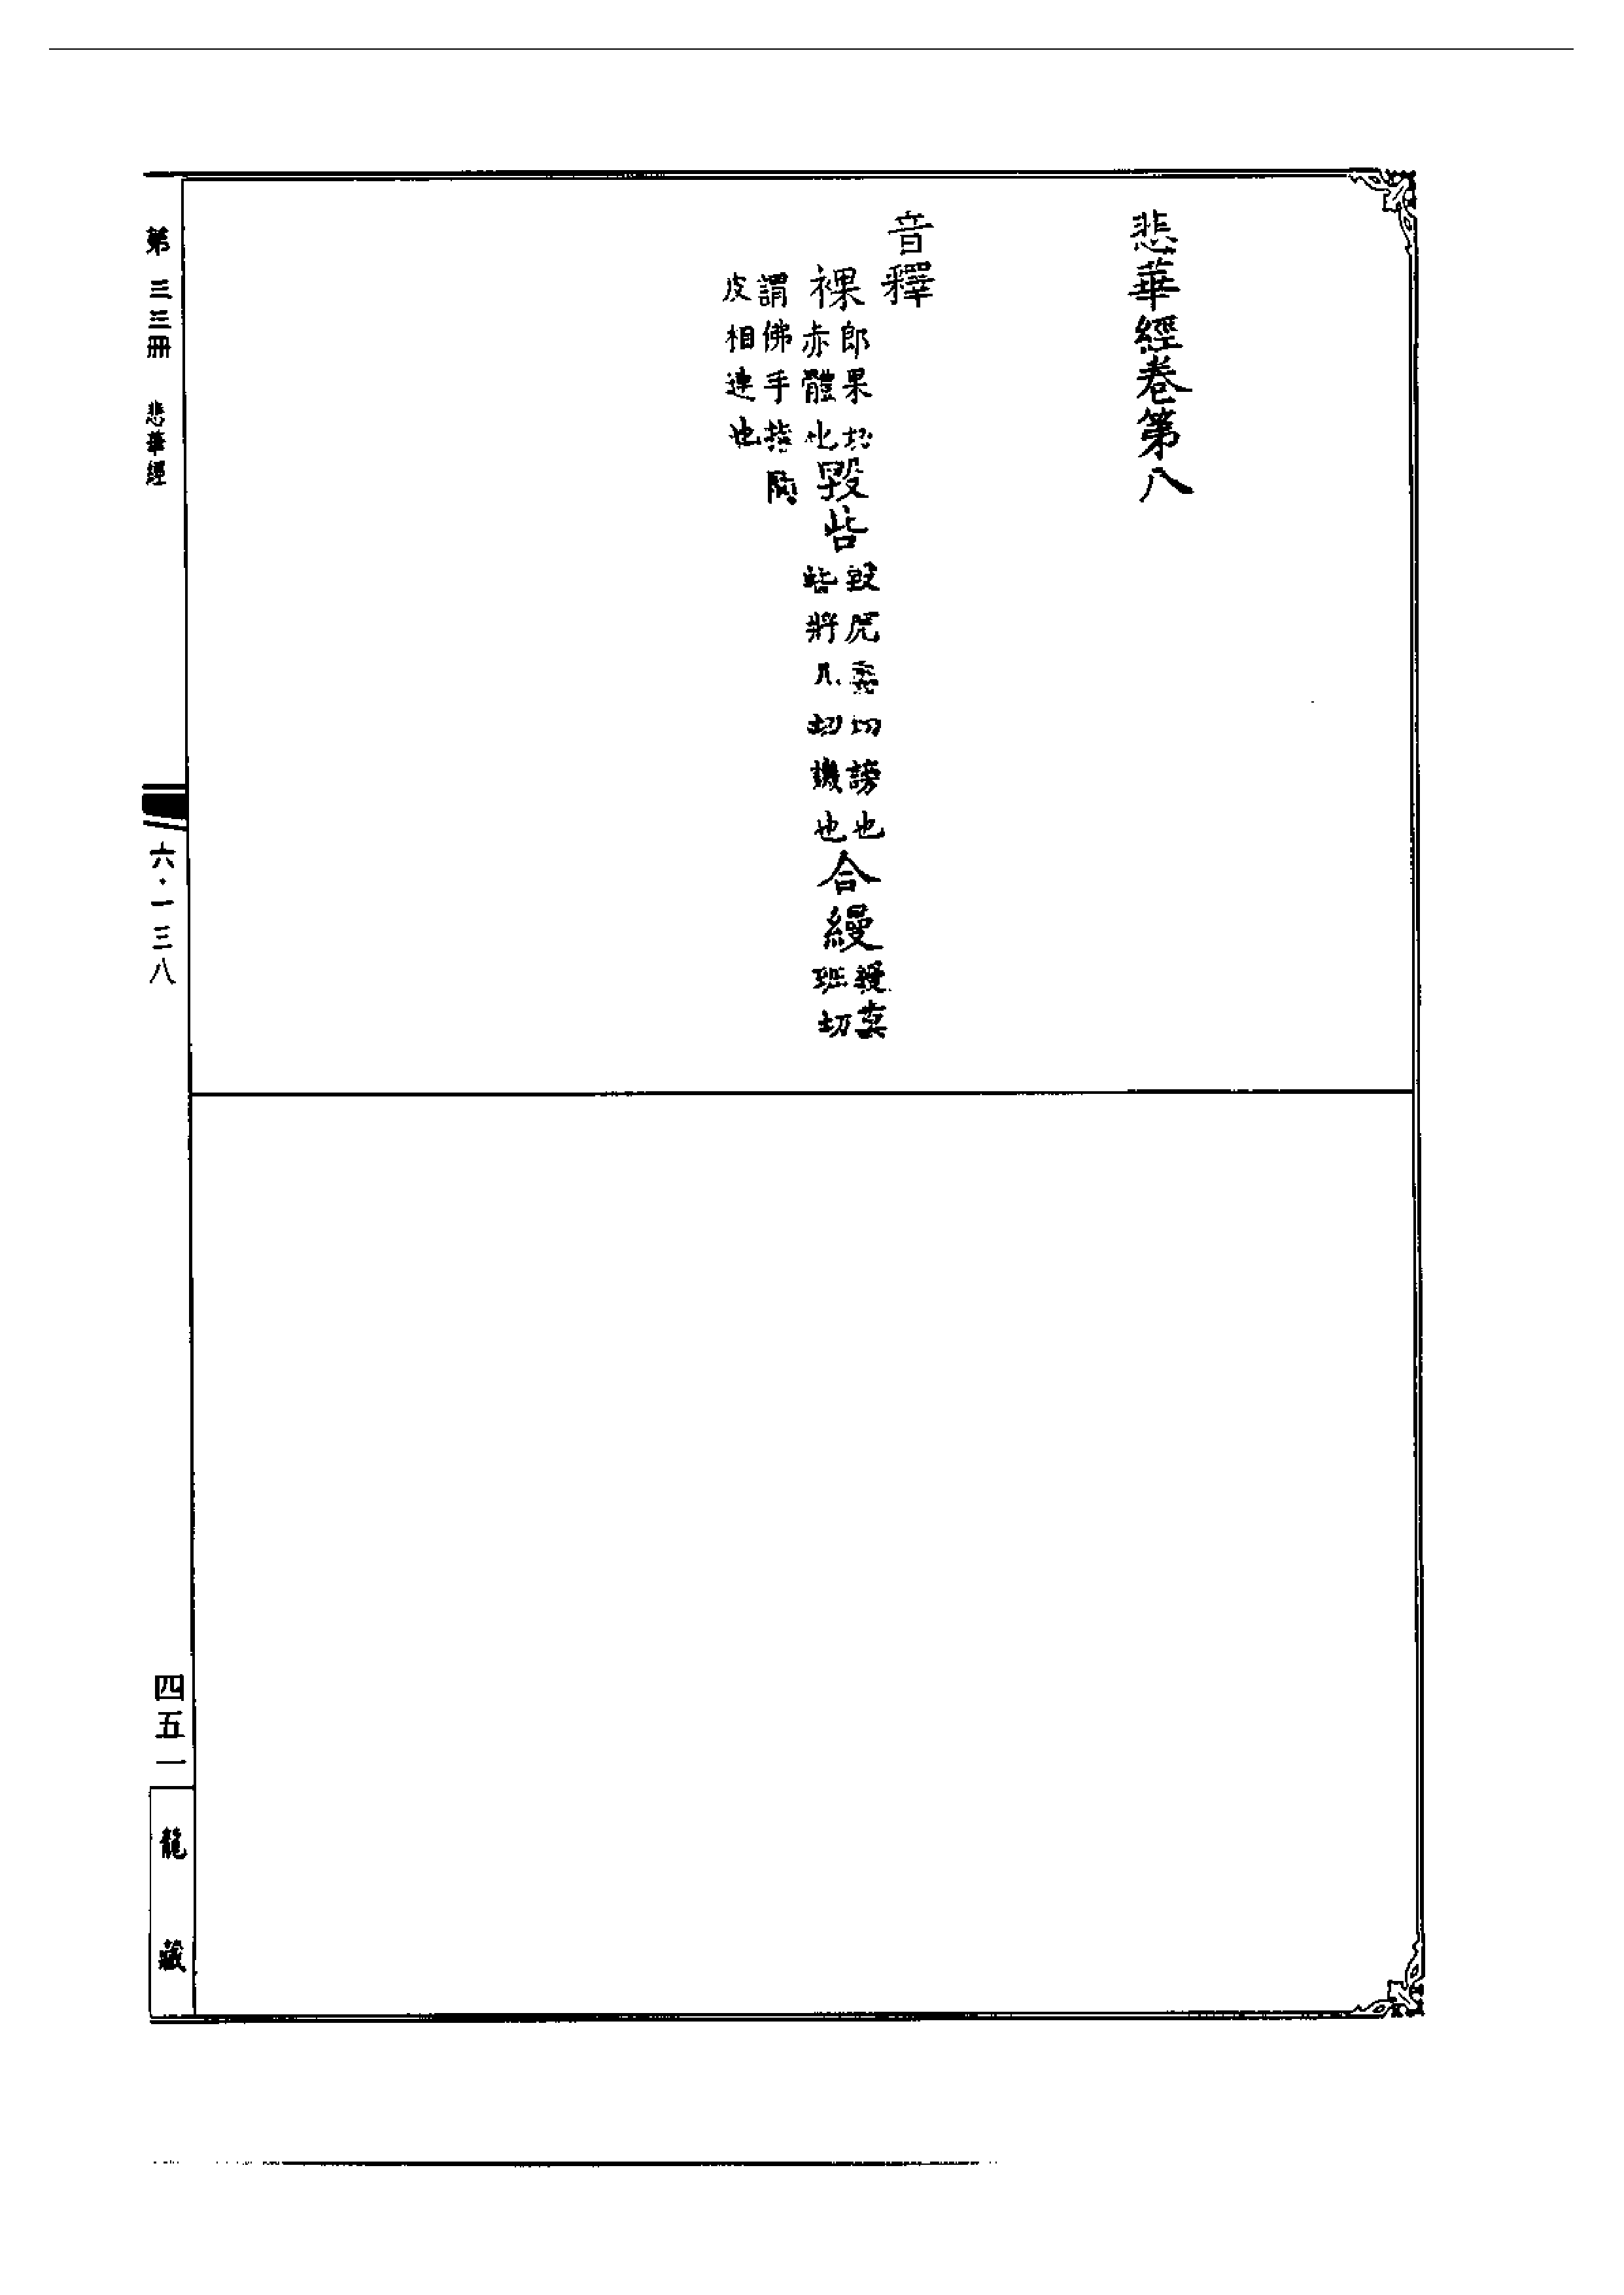 悲華經卷第八
音釋
裸郎果切赤體也毀呰毀虎委切謗也呰將几切譏也合縵縵莫班切
謂佛手指間皮相連也
第三三冊 悲華經
六·一三八
四五一
龍藏